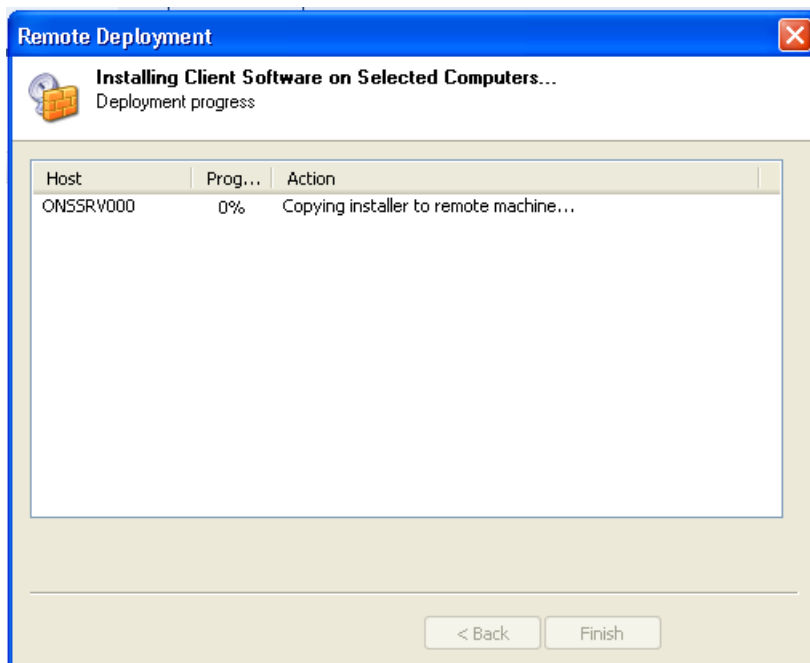 Remote Deployment
Installing Client Software on Selected Computers...
Deployment progress
Host Prog... Action
ONSSRV000 0% Copying installer to remote machine...
< Back Finish